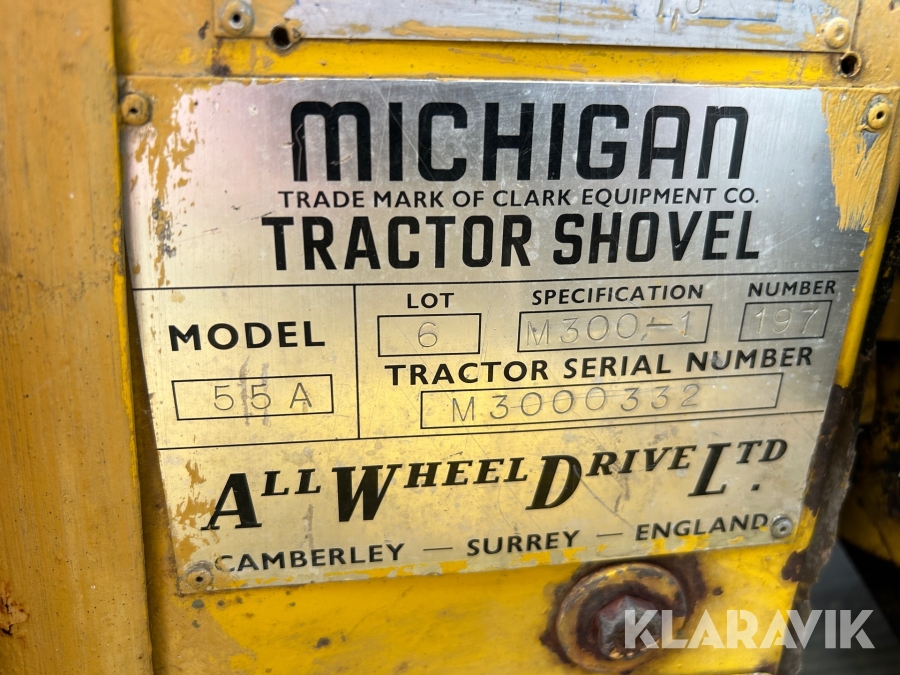 MICHIGAN
TRADE MARK OF CLARK EQUIPMENT CO.
TRACTOR SHOVEL
MODEL
55A
LOT
6
SPECIFICATION
M300-1
NUMBER
197
TRACTOR SERIAL NUMBER
M3000332
ALL WHEEL DRIVE LTD.
CAMBERLEY — SURREY — ENGLAND
KLARAVIK